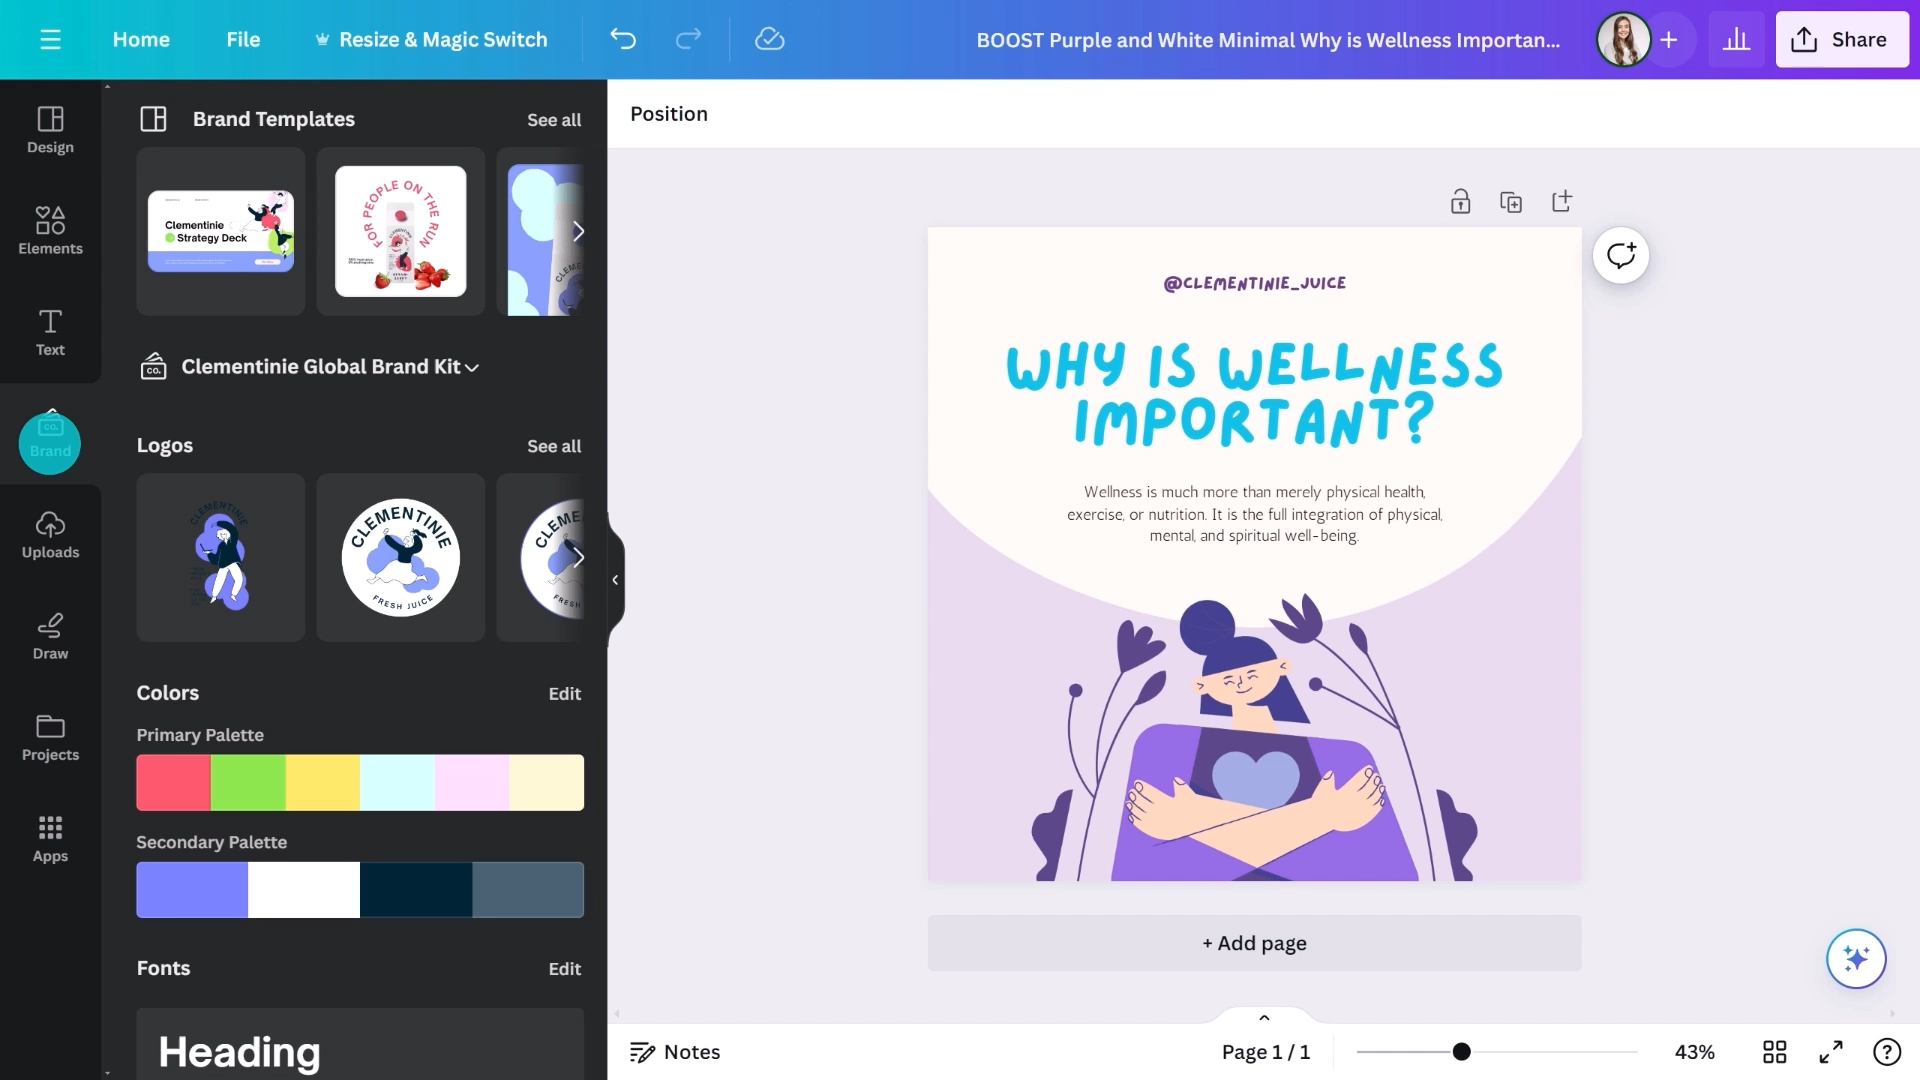 Home
File
Resize & Magic Switch
BOOST Purple and White Minimal Why is Wellness Importan...
Share
Design
Elements
Text
CO.
Brand
Uploads
Draw
Projects
Apps
Brand Templates
See all
Clementinie
Strategy Deck
FOR PEOPLE ON THE RUN
CO.
Clementinie Global Brand Kit
Logos
See all
CLEMENTINIE
CLEMENTINIE
FRESH JUICE
Colors
Edit
Primary Palette
Secondary Palette
Fonts
Edit
Heading
Position
@CLEMENTINIE_JUICE
WHY IS WELLNESS
IMPORTANT?
Wellness is much more than merely physical health,
exercise, or nutrition. It is the full integration of physical,
mental, and spiritual well-being.
+ Add page
Notes
Page 1 / 1
43%